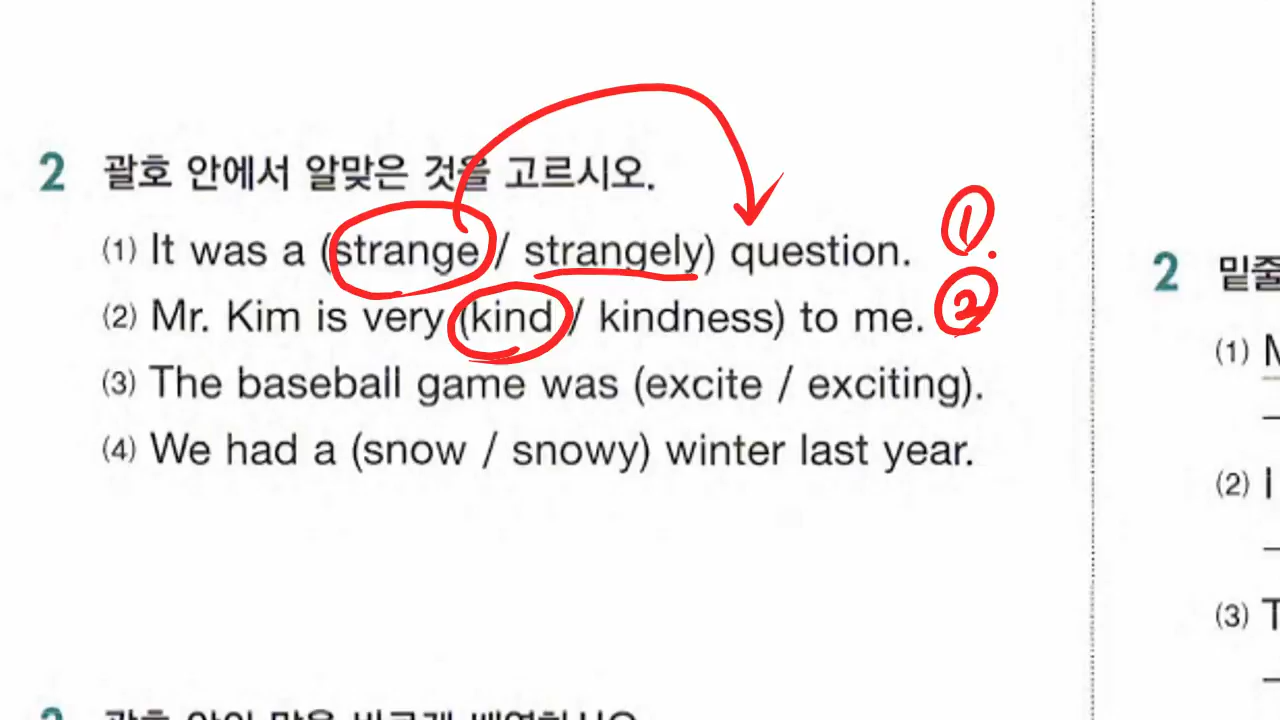 2 괄호 안에서 알맞은 것을 고르시오.
(1) It was a (strange / strangely) question. ①.
(2) Mr. Kim is very (kind / kindness) to me. ②
(3) The baseball game was (excite / exciting).
(4) We had a (snow / snowy) winter last year.
2 밑줄
(1)
(2) I
(3) T